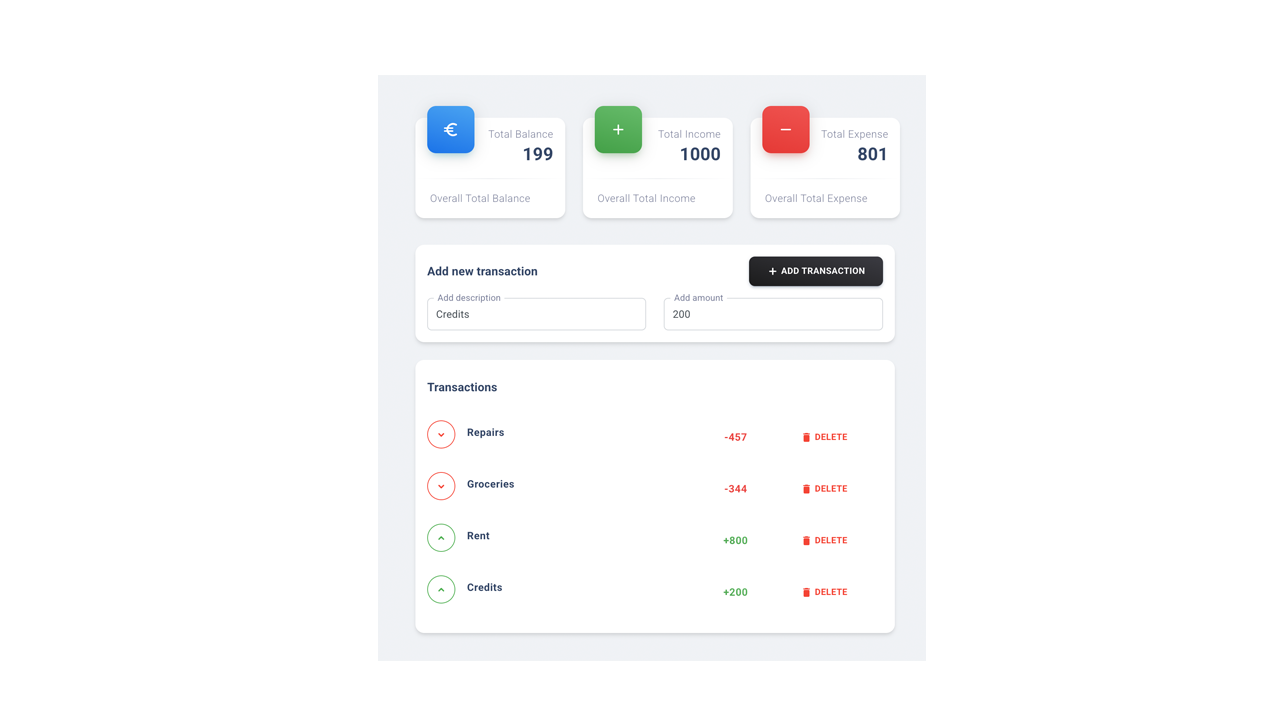 €
Total Balance
199
Overall Total Balance
+
Total Income
1000
Overall Total Income
−
Total Expense
801
Overall Total Expense
Add new transaction
+ ADD TRANSACTION
Add description
Credits
Add amount
200
Transactions
Repairs -457 DELETE
Groceries -344 DELETE
Rent +800 DELETE
Credits +200 DELETE